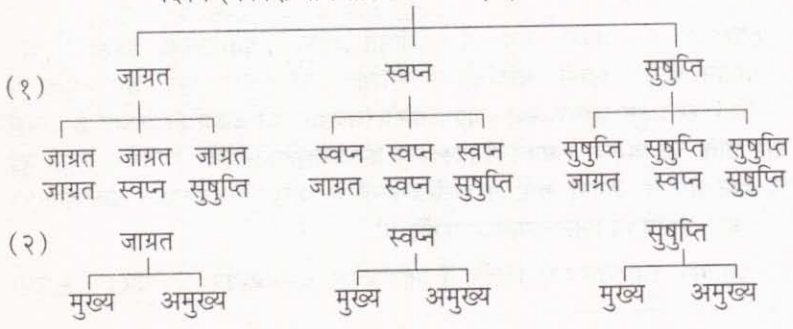 (१) जाग्रत स्वप्न सुषुप्ति
जाग्रत जाग्रत जाग्रत स्वप्न स्वप्न स्वप्न सुषुप्ति सुषुप्ति सुषुप्ति
जाग्रत स्वप्न सुषुप्ति जाग्रत स्वप्न सुषुप्ति जाग्रत स्वप्न सुषुप्ति
(२) जाग्रत स्वप्न सुषुप्ति
मुख्य अमुख्य मुख्य अमुख्य मुख्य अमुख्य